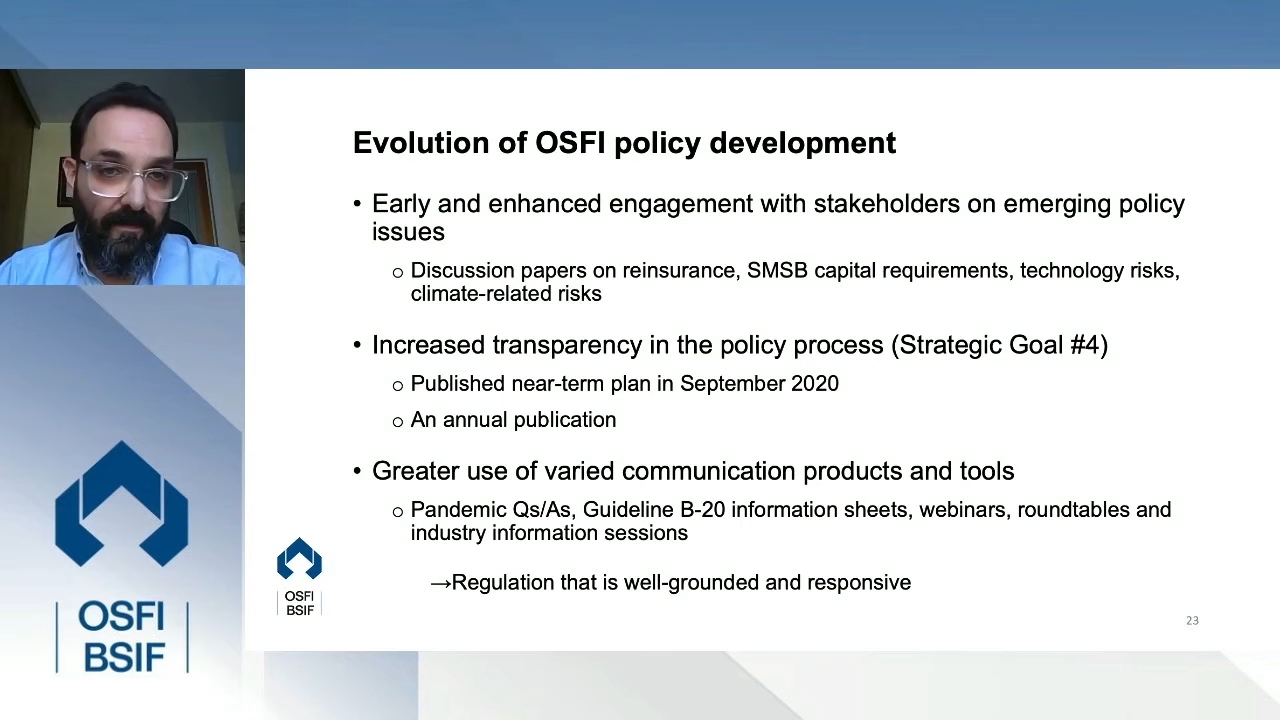 Evolution of OSFI policy development
• Early and enhanced engagement with stakeholders on emerging policy
issues
o Discussion papers on reinsurance, SMSB capital requirements, technology risks,
climate-related risks
• Increased transparency in the policy process (Strategic Goal #4)
o Published near-term plan in September 2020
o An annual publication
• Greater use of varied communication products and tools
o Pandemic Qs/As, Guideline B-20 information sheets, webinars, roundtables and
industry information sessions
→Regulation that is well-grounded and responsive
OSFI
BSIF
23
OSFI
BSIF